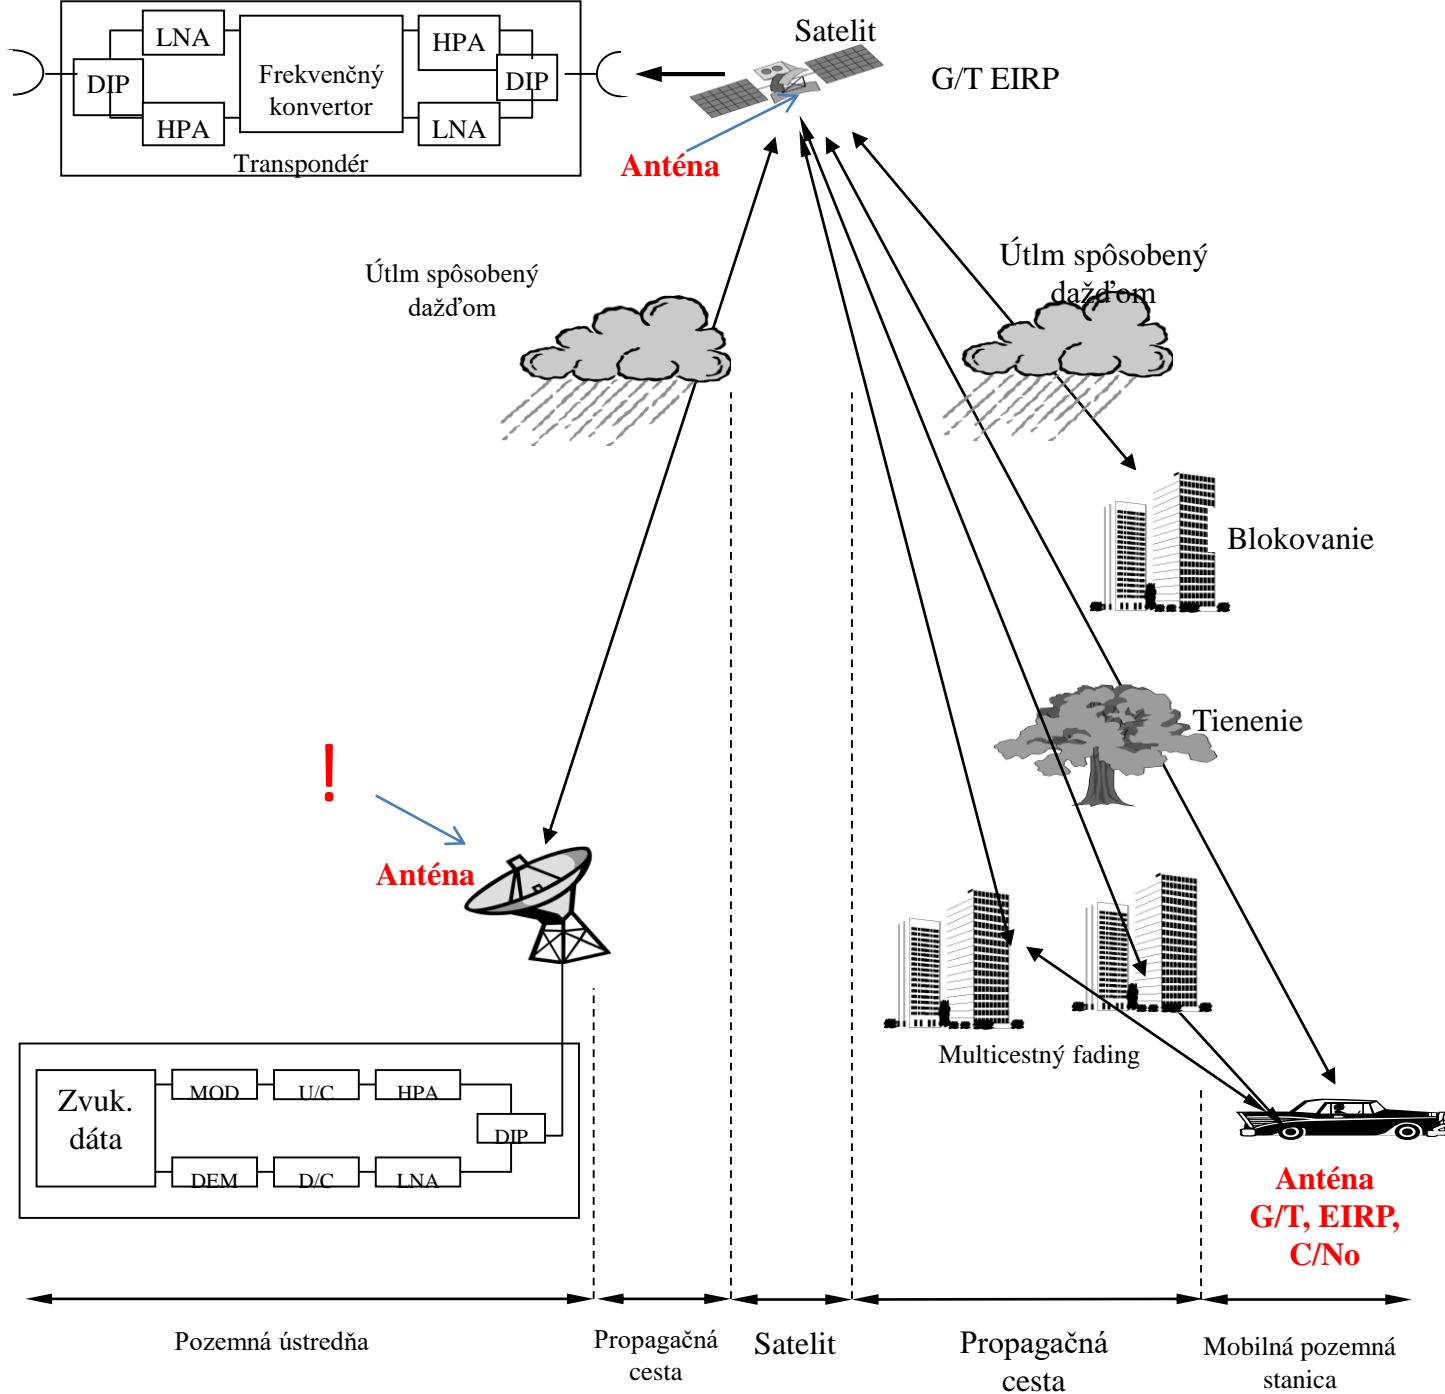 LNA
HPA
Satelit
DIP
Frekvenčný
konvertor
DIP
G/T EIRP
HPA
LNA
Transpondér
Anténa
Útlm spôsobený
dažďom
Útlm spôsobený
dažďom
Blokovanie
Tienenie
!
Anténa
Multicestný fading
Zvuk.
dáta
MOD
U/C
HPA
DIP
DEM
D/C
LNA
Anténa
G/T, EIRP,
C/No
Pozemná ústredňa
Propagačná
cesta
Satelit
Propagačná
cesta
Mobilná pozemná
stanica